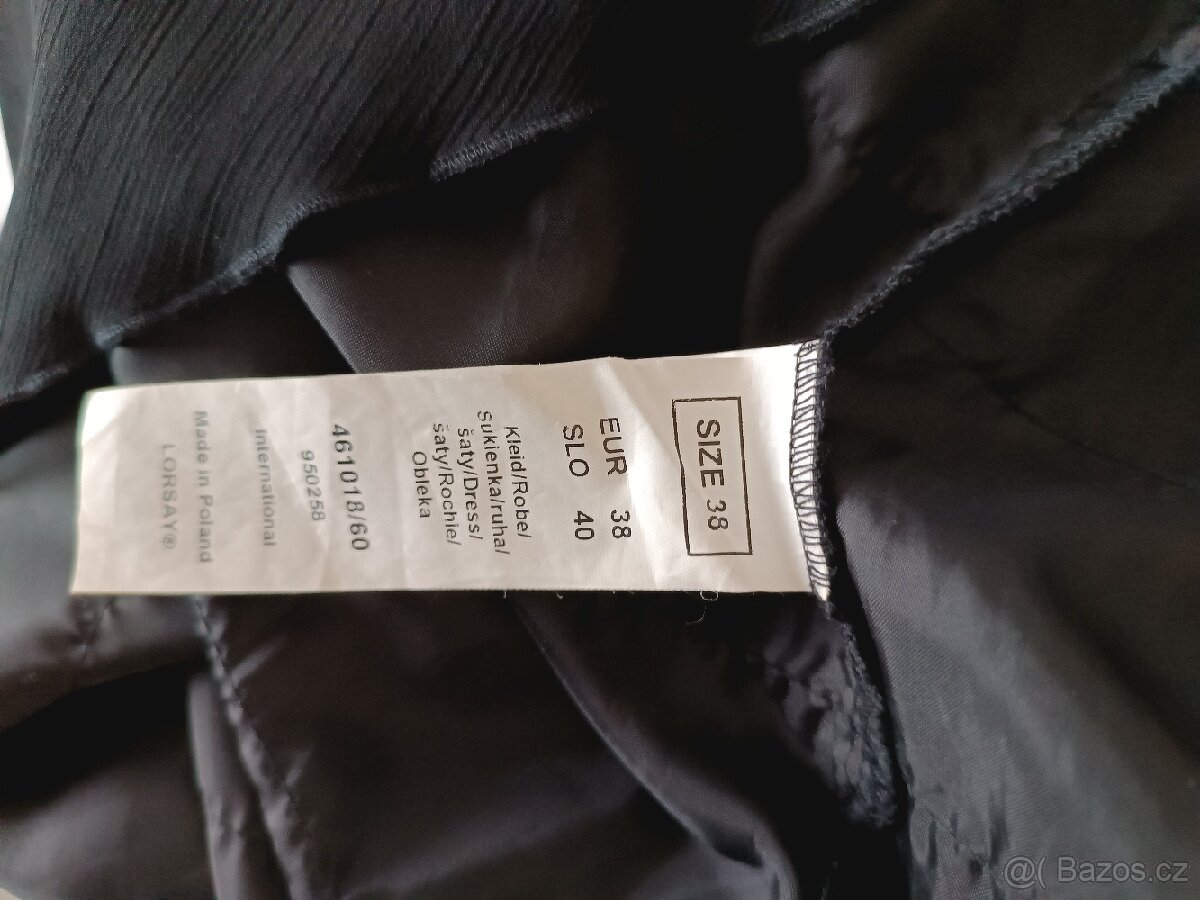 SIZE 38
EUR 38
SLO 40
Kleid/Robe/
Sukienka/ruha/
šaty/Dress/
šaty/Rochie/
Obleka
461018/60
950258
International
Made in Poland
LORSAY®
@( Bazos.cz